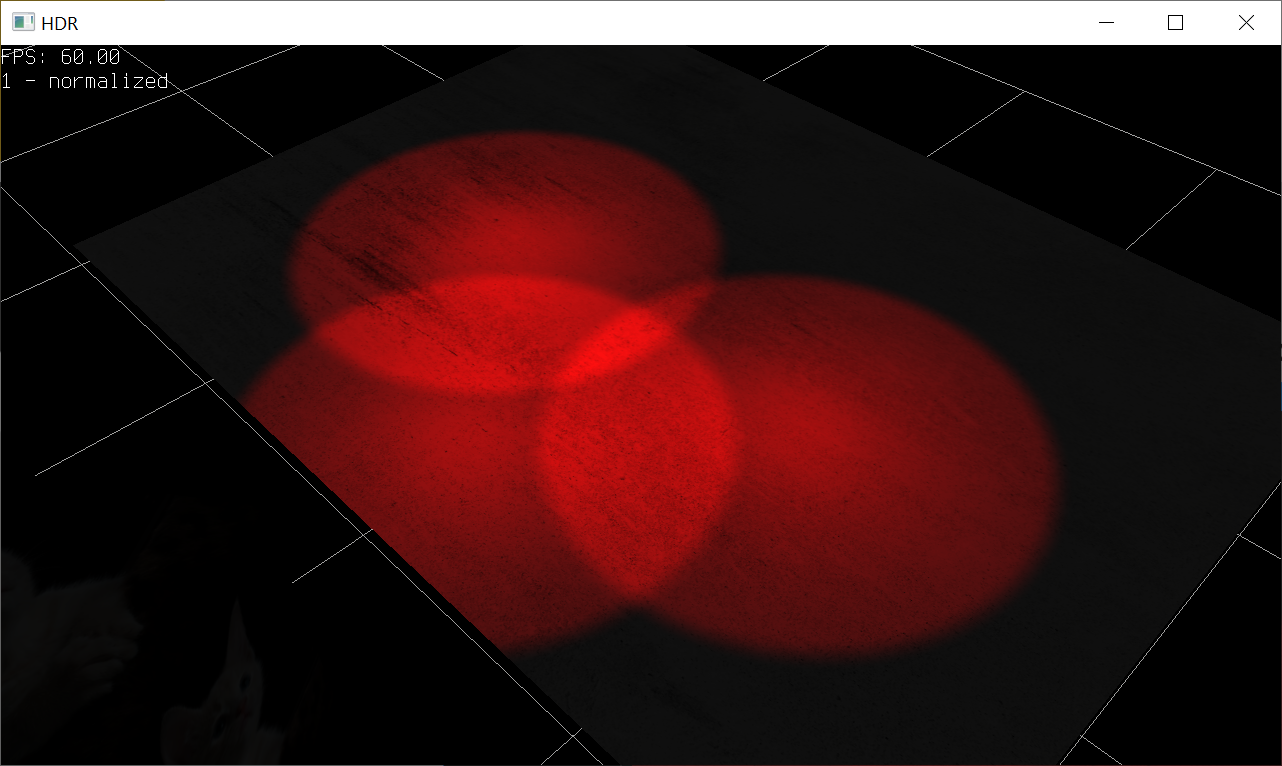 HDR
FPS: 60.00
1 - normalized